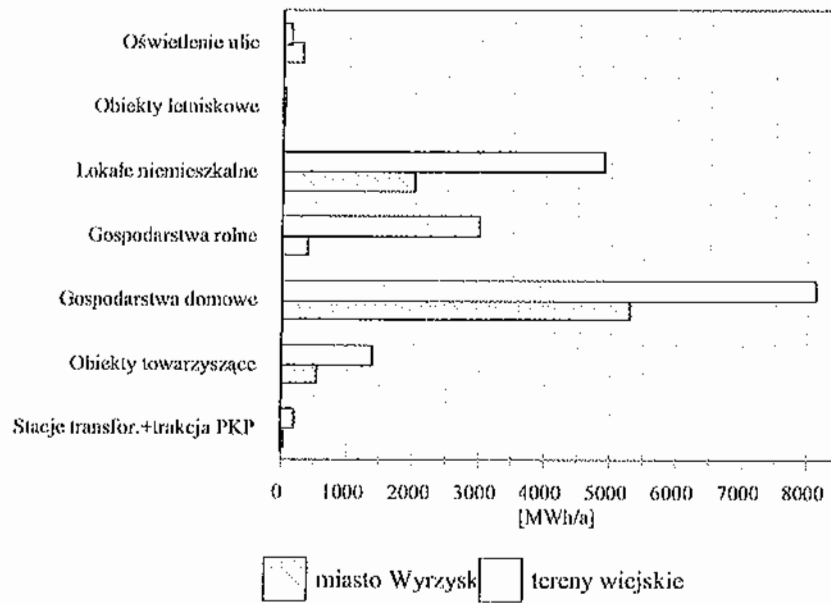 Oświetlenie ulic
Obiekty letniskowe
Lokale niemieszkalne
Gospodarstwa rolne
Gospodarstwa domowe
Obiekty towarzyszące
Stacje transfor.+trakcja PKP
0 1000 2000 3000 4000 5000 6000 7000 8000
[MWh/a]
miasto Wyrzysk tereny wiejskie